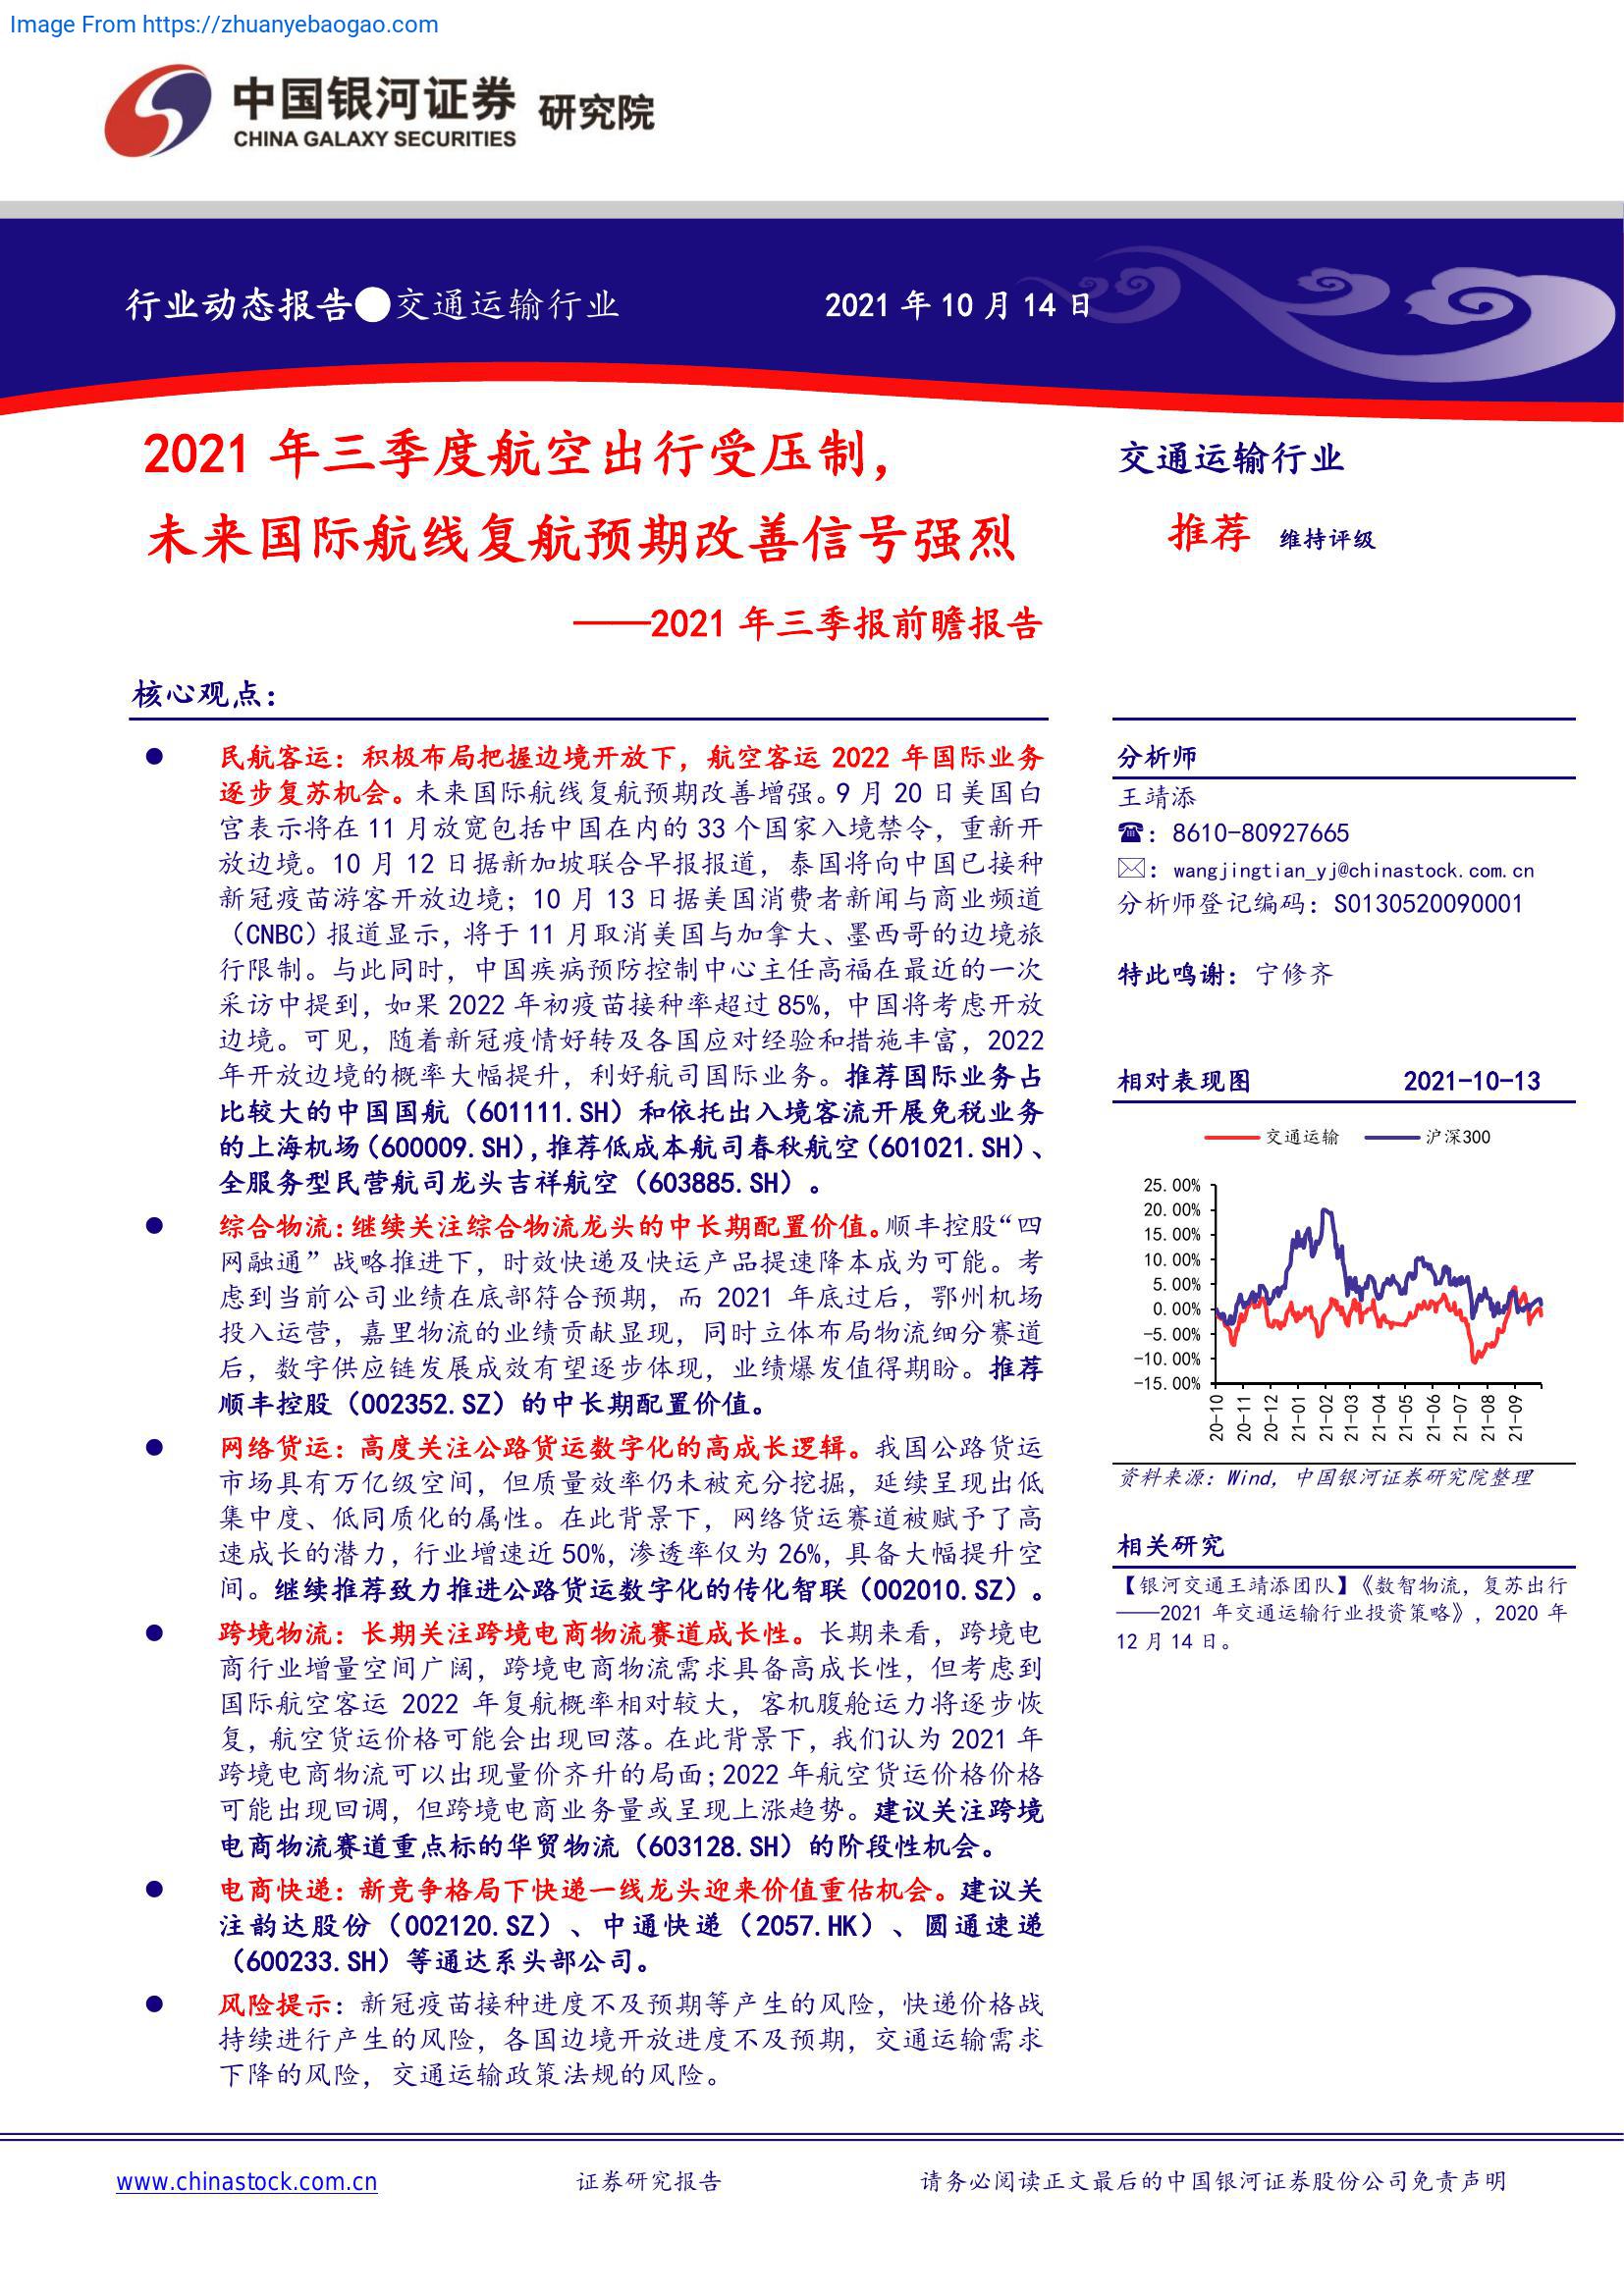 Image From https://zhuanyebaogao.com
中国银河证券 研究院
CHINA GALAXY SECURITIES
行业动态报告●交通运输行业
2021 年 10 月 14 日
2021 年三季度航空出行受压制，
未来国际航线复航预期改善信号强烈
——2021 年三季报前瞻报告
核心观点：
● 民航客运：积极布局把握边境开放下，航空客运 2022 年国际业务
逐步复苏机会。未来国际航线复航预期改善增强。9 月 20 日美国白
宫表示将在 11 月放宽包括中国在内的 33 个国家入境禁令，重新开
放边境。10 月 12 日据新加坡联合早报报道，泰国将向中国已接种
新冠疫苗游客开放边境；10 月 13 日据美国消费者新闻与商业频道
（CNBC）报道显示，将于 11 月取消美国与加拿大、墨西哥的边境旅
行限制。与此同时，中国疾病预防控制中心主任高福在最近的一次
采访中提到，如果 2022 年初疫苗接种率超过 85%，中国将考虑开放
边境。可见，随着新冠疫情好转及各国应对经验和措施丰富，2022
年开放边境的概率大幅提升，利好航司国际业务。推荐国际业务占
比较大的中国国航（601111.SH）和依托出入境客流开展免税业务
的上海机场（600009.SH），推荐低成本航司春秋航空（601021.SH）、
全服务型民营航司龙头吉祥航空（603885.SH）。
● 综合物流：继续关注综合物流龙头的中长期配置价值。顺丰控股“四
网融通”战略推进下，时效快递及快运产品提速降本成为可能。考
虑到当前公司业绩在底部符合预期，而 2021 年底过后，鄂州机场
投入运营，嘉里物流的业绩贡献显现，同时立体布局物流细分赛道
后，数字供应链发展成效有望逐步体现，业绩爆发值得期盼。推荐
顺丰控股（002352.SZ）的中长期配置价值。
● 网络货运：高度关注公路货运数字化的高成长逻辑。我国公路货运
市场具有万亿级空间，但质量效率仍未被充分挖掘，延续呈现出低
集中度、低同质化的属性。在此背景下，网络货运赛道被赋予了高
速成长的潜力，行业增速近 50%，渗透率仅为 26%，具备大幅提升空
间。继续推荐致力推进公路货运数字化的传化智联（002010.SZ）。
● 跨境物流：长期关注跨境电商物流赛道成长性。长期来看，跨境电
商行业增量空间广阔，跨境电商物流需求具备高成长性，但考虑到
国际航空客运 2022 年复航概率相对较大，客机腹舱运力将逐步恢
复，航空货运价格可能会出现回落。在此背景下，我们认为 2021 年
跨境电商物流可以出现量价齐升的局面；2022 年航空货运价格价格
可能出现回调，但跨境电商业务量或呈现上涨趋势。建议关注跨境
电商物流赛道重点标的华贸物流（603128.SH）的阶段性机会。
● 电商快递：新竞争格局下快递一线龙头迎来价值重估机会。建议关
注韵达股份（002120.SZ）、中通快递（2057.HK）、圆通速递
（600233.SH）等通达系头部公司。
● 风险提示：新冠疫苗接种进度不及预期等产生的风险，快递价格战
持续进行产生的风险，各国边境开放进度不及预期，交通运输需求
下降的风险，交通运输政策法规的风险。
交通运输行业
推荐 维持评级
分析师
王靖添
☎：8610-80927665
✉：wangjingtian_yj@chinastock.com.cn
分析师登记编码：S0130520090001
特此鸣谢：宁修齐
相对表现图 2021-10-13
交通运输 沪深300
25.00%
20.00%
15.00%
10.00%
5.00%
0.00%
-5.00%
-10.00%
-15.00%
20-10
20-11
20-12
21-01
21-02
21-03
21-04
21-05
21-06
21-07
21-08
21-09
资料来源：Wind，中国银河证券研究院整理
相关研究
【银河交通王靖添团队】《数智物流，复苏出行
——2021 年交通运输行业投资策略》，2020 年
12 月 14 日。
www.chinastock.com.cn
证券研究报告
请务必阅读正文最后的中国银河证券股份公司免责声明